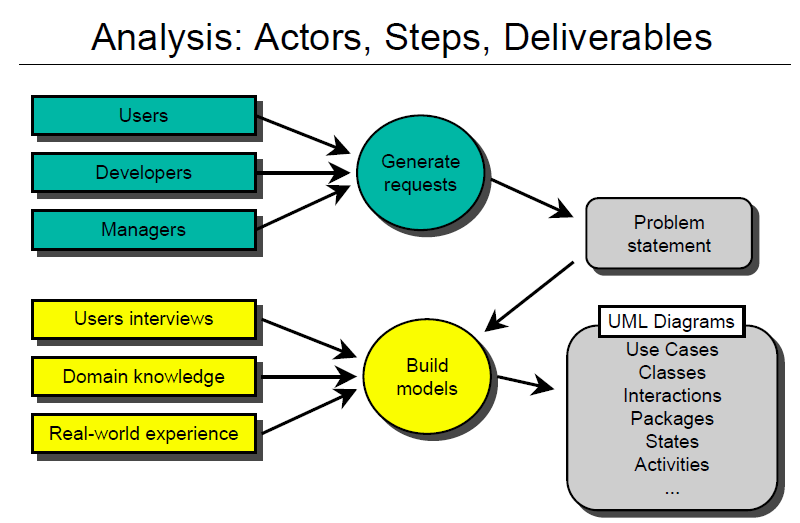 Analysis: Actors, Steps, Deliverables
Users
Developers
Managers
Generate
requests
Problem
statement
Users interviews
Domain knowledge
Real-world experience
Build
models
UML Diagrams
Use Cases
Classes
Interactions
Packages
States
Activities
...